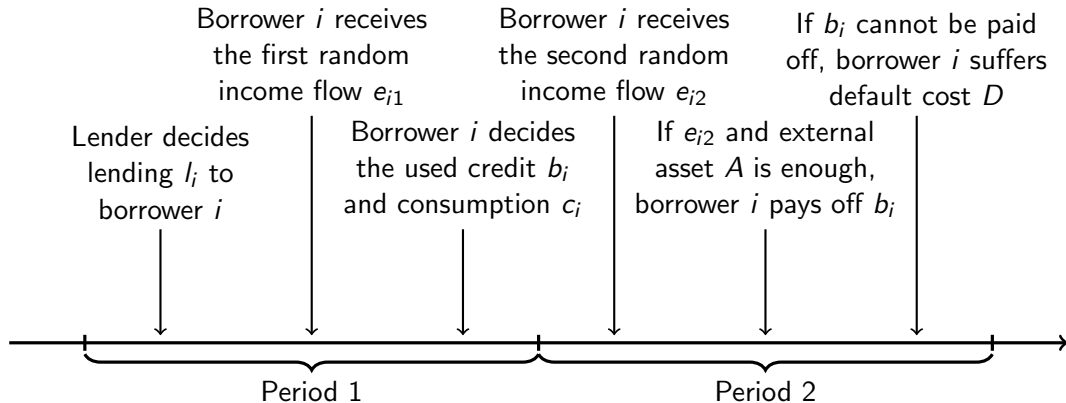 Borrower i receives
the first random
income flow e_{i1}
Borrower i receives
the second random
income flow e_{i2}
If b_i cannot be paid
off, borrower i suffers
default cost D
Lender decides
lending l_i to
borrower i
Borrower i decides
the used credit b_i
and consumption c_i
If e_{i2} and external
asset A is enough,
borrower i pays off b_i
Period 1
Period 2